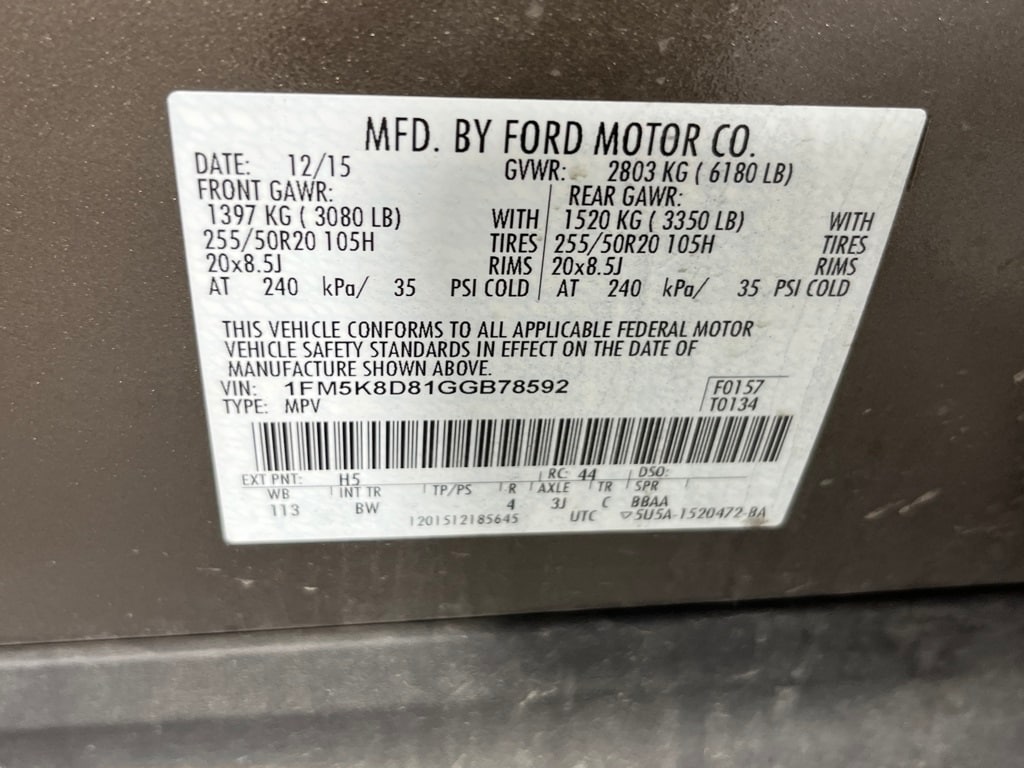 MFD. BY FORD MOTOR CO.
DATE: 12/15 GVWR: 2803 KG ( 6180 LB)
FRONT GAWR: REAR GAWR:
1397 KG ( 3080 LB) WITH 1520 KG ( 3350 LB) WITH
255/50R20 105H TIRES 255/50R20 105H TIRES
20x8.5J RIMS 20x8.5J RIMS
AT 240 kPa/ 35 PSI COLD AT 240 kPa/ 35 PSI COLD
THIS VEHICLE CONFORMS TO ALL APPLICABLE FEDERAL MOTOR
VEHICLE SAFETY STANDARDS IN EFFECT ON THE DATE OF
MANUFACTURE SHOWN ABOVE.
VIN: 1FM5K8D81GGB78592 F0157
TYPE: MPV T0134
EXT PNT: H5 RC: 44 DSO:
WB INT TR TP/PS R AXLE TR SPR
113 BW 4 3J C BBAA
1201512185645 UTC ▽5U5A-1520472-BA